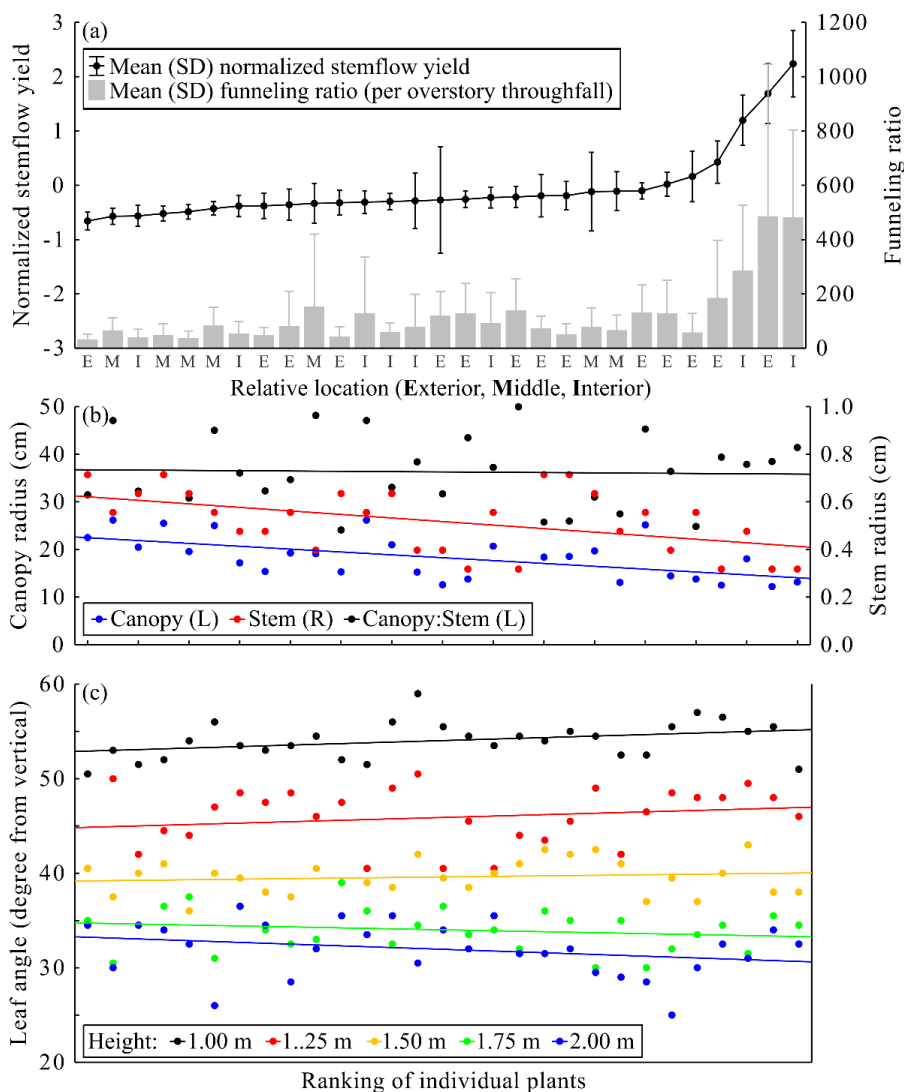 (a)
3
2
1
0
-1
-2
-3
Normalized stemflow yield
Mean (SD) normalized stemflow yield
Mean (SD) funneling ratio (per overstory throughfall)
1200
1000
800
600
400
200
0
Funneling ratio
E M I M M M I E E M E I I I E E I E E E M M E E E E I E I
Relative location (Exterior, Middle, Interior)
(b)
50
40
30
20
10
0
Canopy radius (cm)
1.0
0.8
0.6
0.4
0.2
0.0
Stem radius (cm)
Canopy (L) Stem (R) Canopy:Stem (L)
(c)
60
50
40
30
20
Leaf angle (degree from vertical)
Height: 1.00 m 1..25 m 1.50 m 1.75 m 2.00 m
Ranking of individual plants